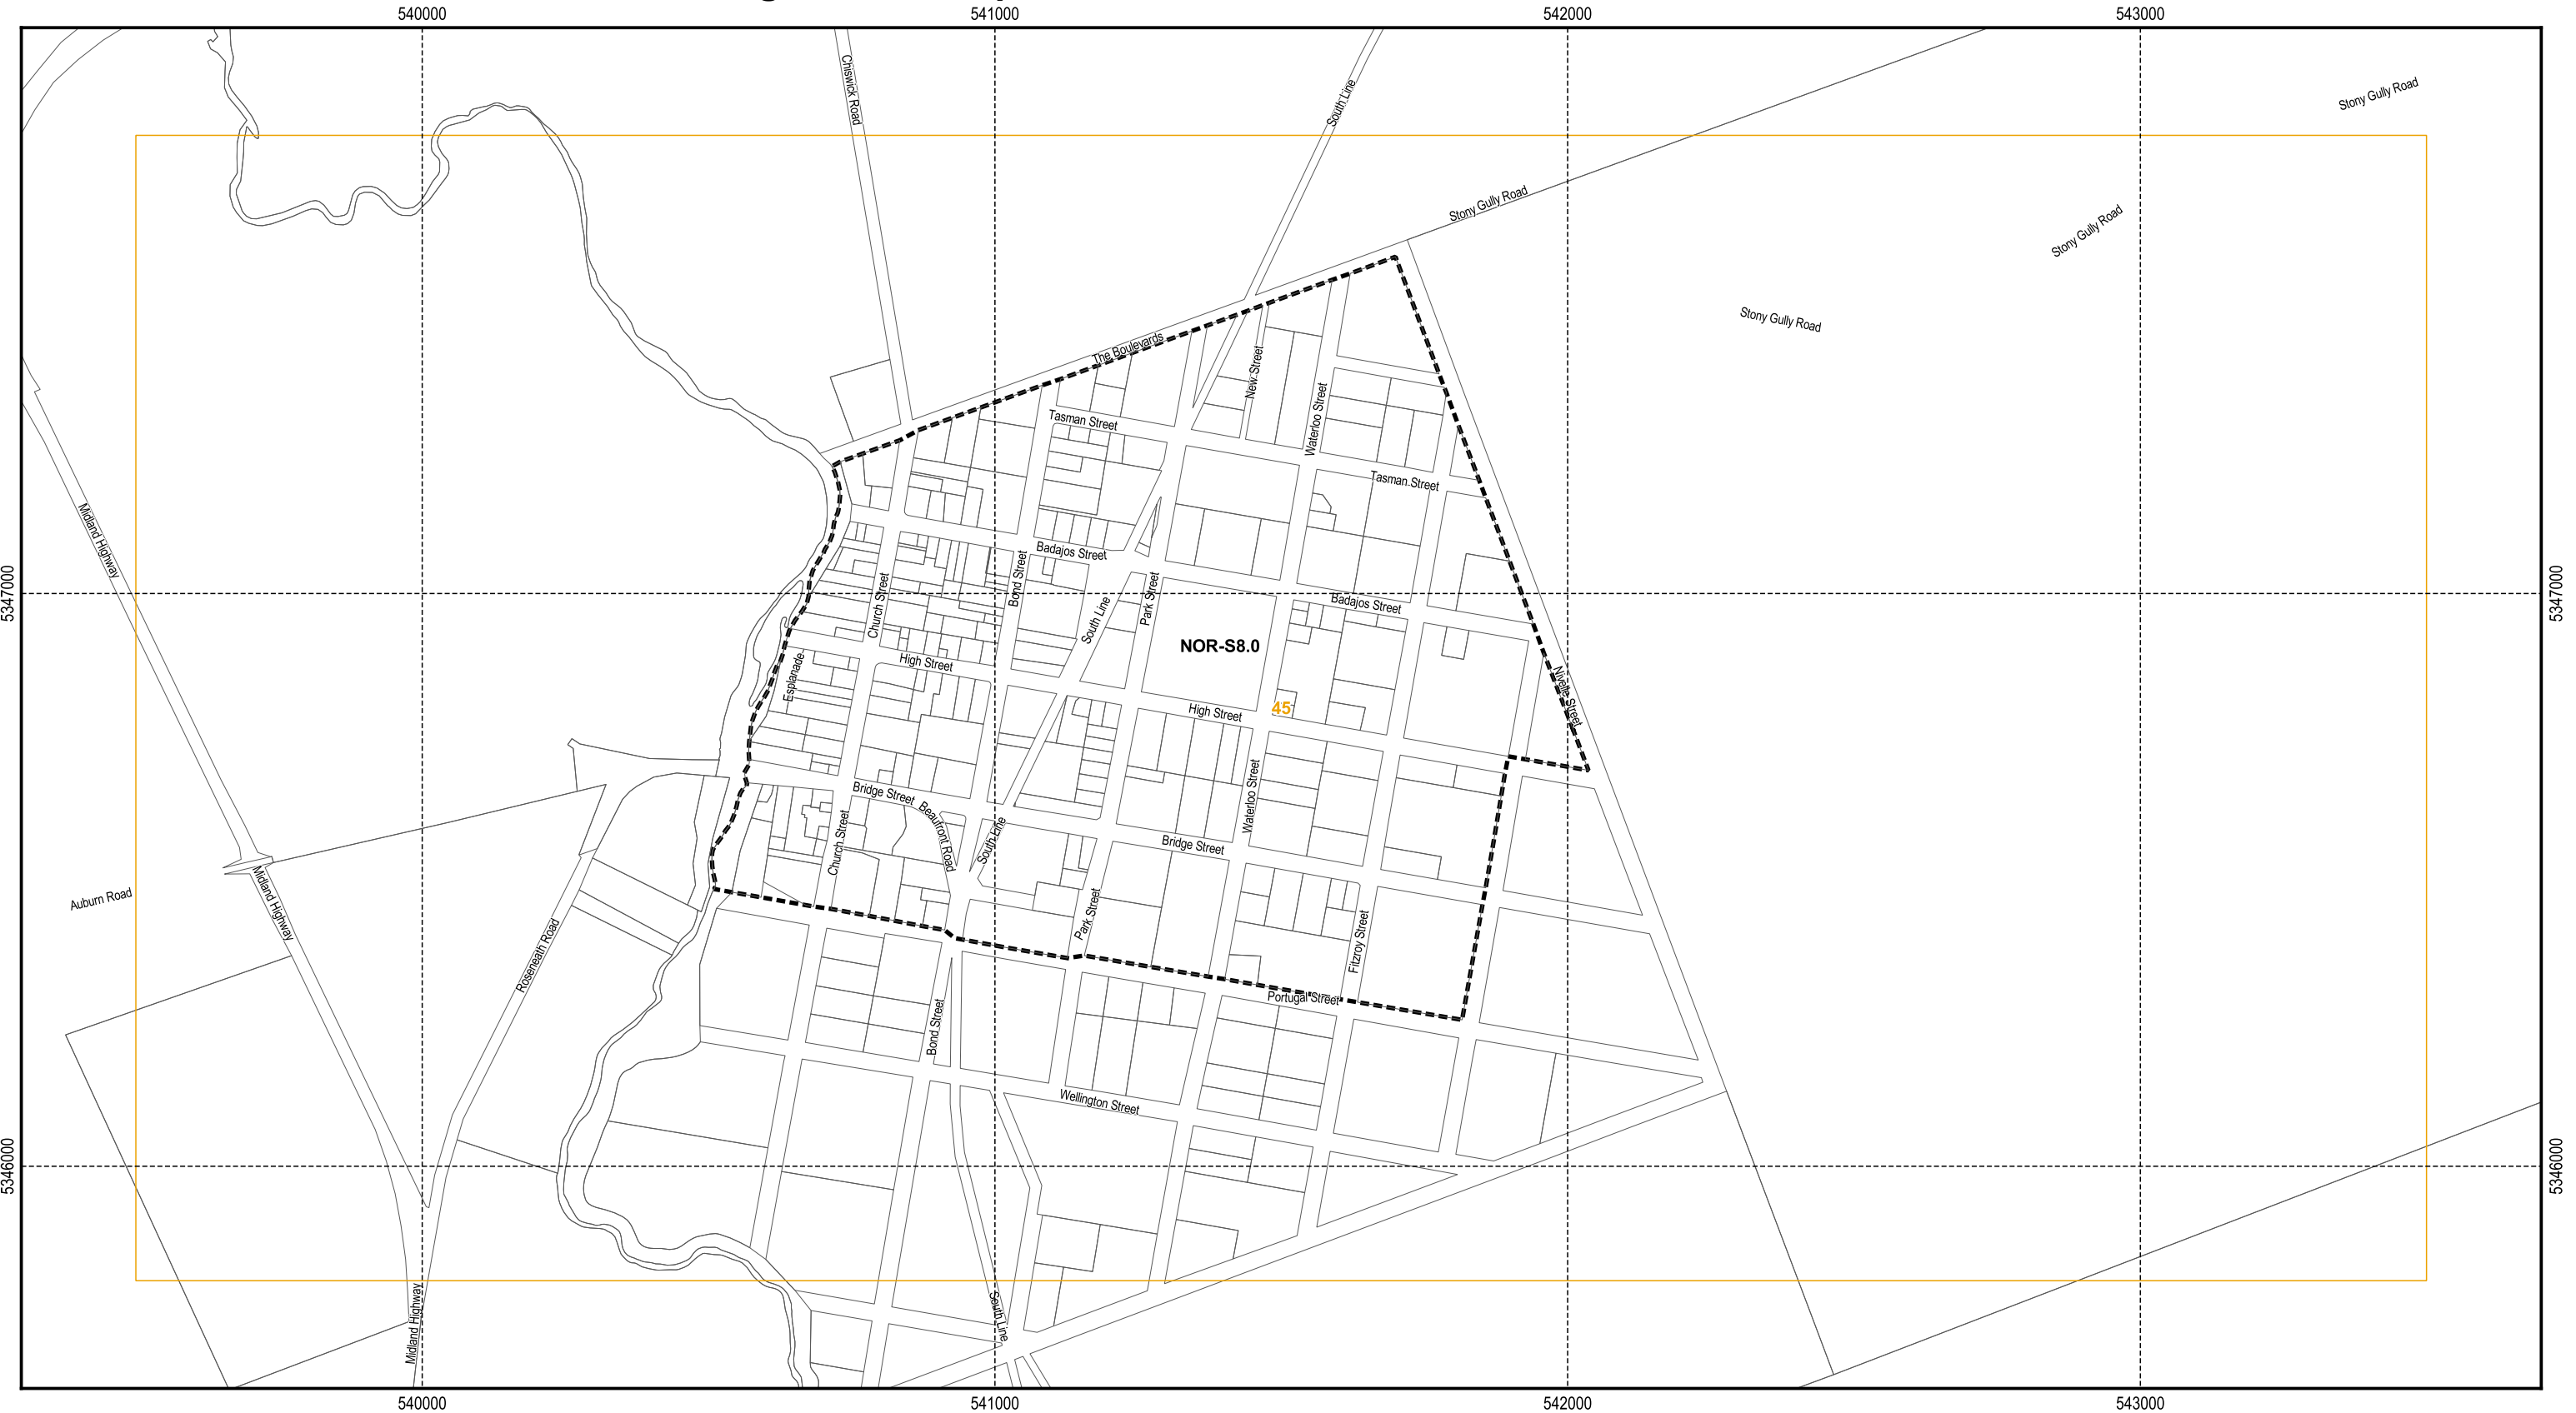 540000
541000
542000
543000
Chiswick Road
South Line
Stony Gully Road
Stony Gully Road
Stony Gully Road
Stony Gully Road
The Boulevards
New Street
Waterloo Street
Tasman Street
Tasman Street
Midland Highway
Badajos Street
Bond Street
Church Street
South Line
Park Street
Badajos Street
5347000
5347000
NOR-S8.0
High Street
Esplanade
Nivelle Street
45
High Street
Bridge Street
Beaufront Road
Waterloo Street
Church Street
South Line
Bridge Street
Midland Highway
Auburn Road
Park Street
Fitzroy Street
Roseneath Road
Portugal Street
Bond Street
Wellington Street
5346000
5346000
Midland Highway
South Line
540000
541000
542000
543000